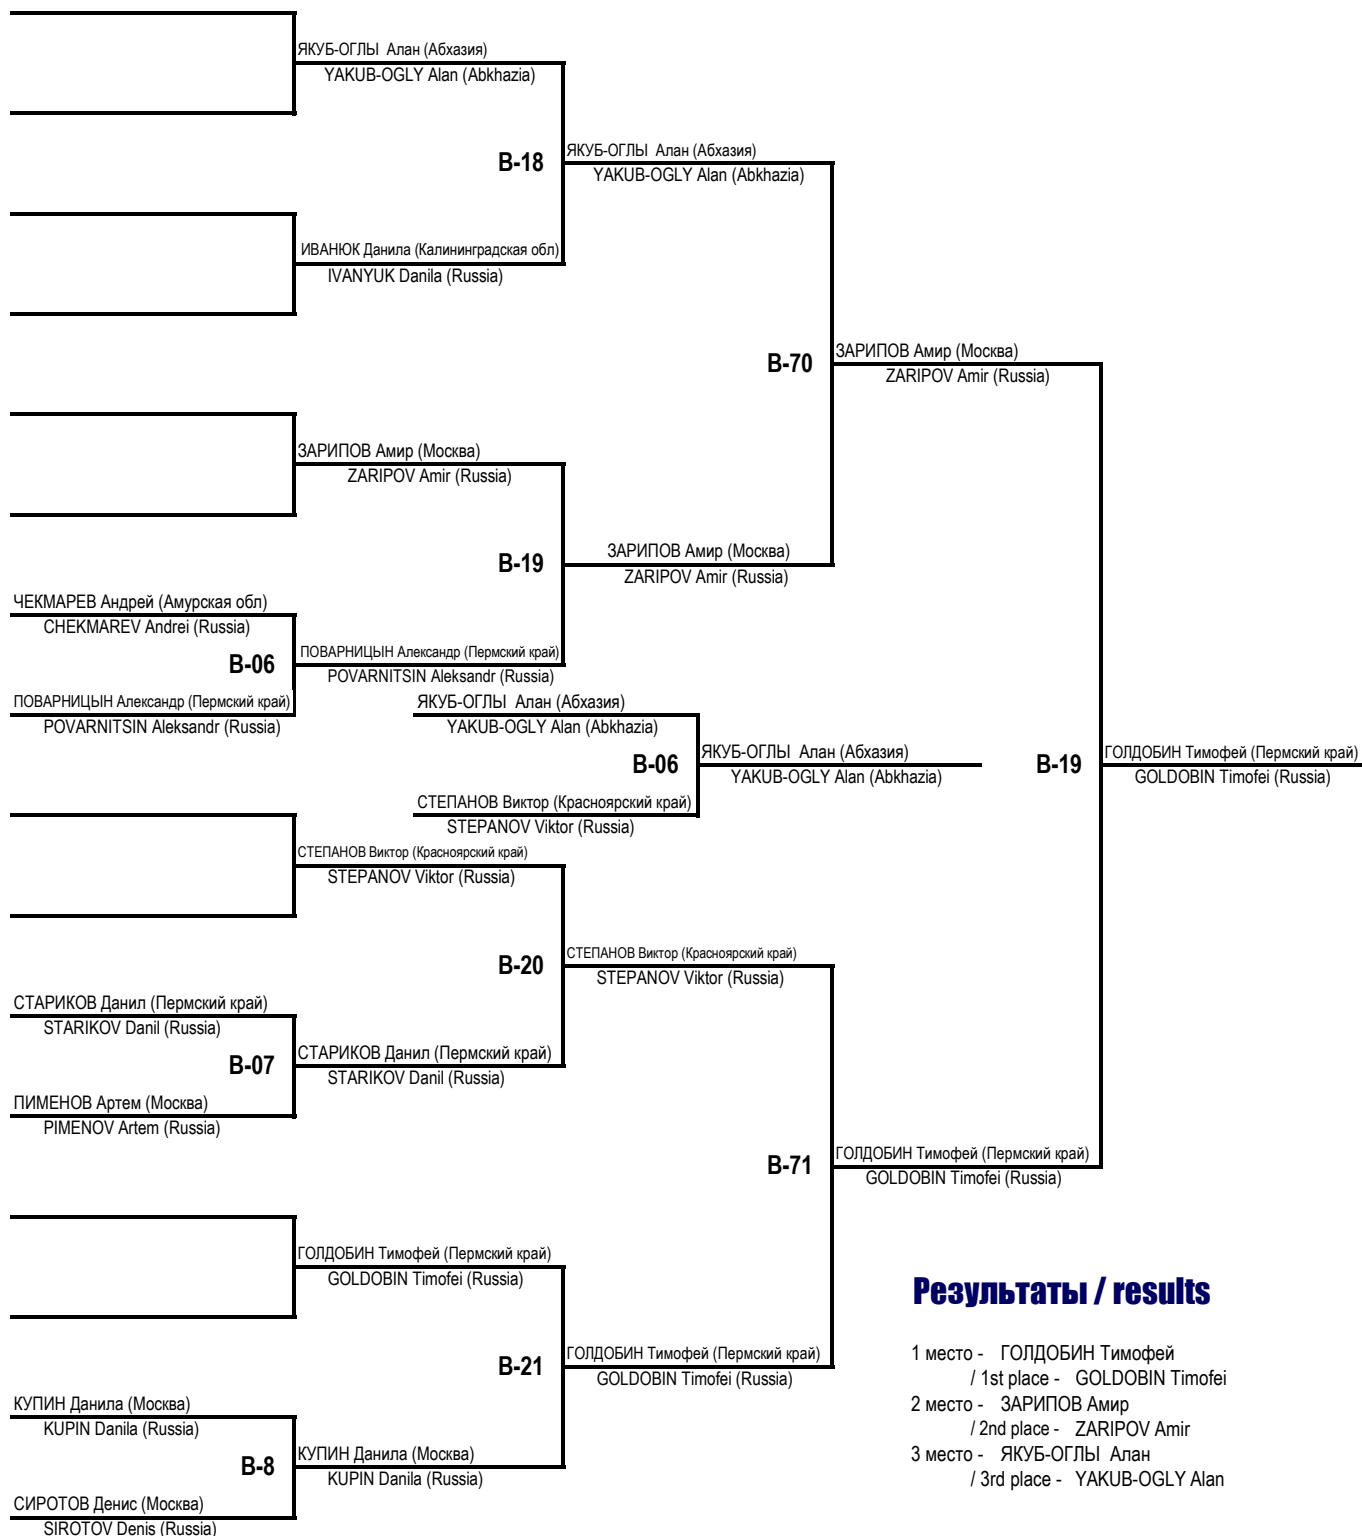 ЯКУБ-ОГЛЫ  Алан (Абхазия)
YAKUB-OGLY Alan (Abkhazia)
B-18
ЯКУБ-ОГЛЫ  Алан (Абхазия)
YAKUB-OGLY Alan (Abkhazia)
ИВАНЮК Данила (Калининградская обл)
IVANYUK Danila (Russia)
B-70
ЗАРИПОВ Амир (Москва)
ZARIPOV Amir (Russia)
ЗАРИПОВ Амир (Москва)
ZARIPOV Amir (Russia)
B-19
ЗАРИПОВ Амир (Москва)
ZARIPOV Amir (Russia)
ЧЕКМАРЕВ Андрей (Амурская обл)
CHEKMAREV Andrei (Russia)
B-06
ПОВАРНИЦЫН Александр (Пермский край)
POVARNITSIN Aleksandr (Russia)
ПОВАРНИЦЫН Александр (Пермский край)
POVARNITSIN Aleksandr (Russia)
ЯКУБ-ОГЛЫ  Алан (Абхазия)
YAKUB-OGLY Alan (Abkhazia)
B-06
ЯКУБ-ОГЛЫ  Алан (Абхазия)
YAKUB-OGLY Alan (Abkhazia)
B-19
ГОЛДОБИН Тимофей (Пермский край)
GOLDOBIN Timofei (Russia)
СТЕПАНОВ Виктор (Красноярский край)
STEPANOV Viktor (Russia)
СТЕПАНОВ Виктор (Красноярский край)
STEPANOV Viktor (Russia)
B-20
СТЕПАНОВ Виктор (Красноярский край)
STEPANOV Viktor (Russia)
СТАРИКОВ Данил (Пермский край)
STARIKOV Danil (Russia)
B-07
СТАРИКОВ Данил (Пермский край)
STARIKOV Danil (Russia)
ПИМЕНОВ Артем (Москва)
PIMENOV Artem (Russia)
B-71
ГОЛДОБИН Тимофей (Пермский край)
GOLDOBIN Timofei (Russia)
ГОЛДОБИН Тимофей (Пермский край)
GOLDOBIN Timofei (Russia)
B-21
ГОЛДОБИН Тимофей (Пермский край)
GOLDOBIN Timofei (Russia)
КУПИН Данила (Москва)
KUPIN Danila (Russia)
B-8
КУПИН Данила (Москва)
KUPIN Danila (Russia)
СИРОТОВ Денис (Москва)
SIROTOV Denis (Russia)
Результаты / results
1 место - ГОЛДОБИН Тимофей
/ 1st place - GOLDOBIN Timofei
2 место - ЗАРИПОВ Амир
/ 2nd place - ZARIPOV Amir
3 место - ЯКУБ-ОГЛЫ  Алан
/ 3rd place - YAKUB-OGLY Alan